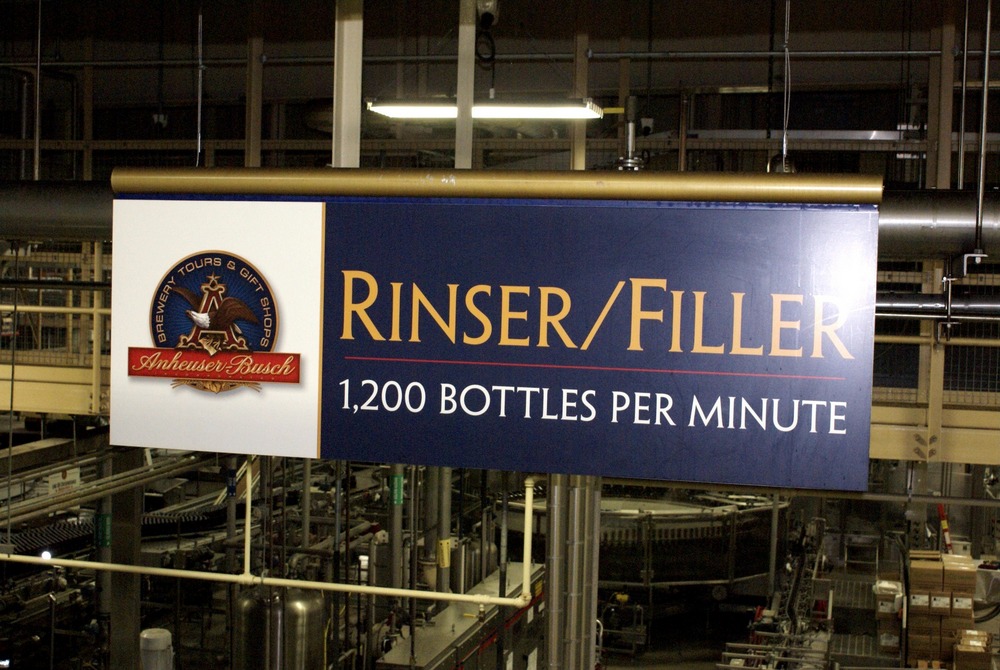 BREWERY TOURS & GIFT SHOPS
A
Anheuser-Busch
RINSER/FILLER
1,200 BOTTLES PER MINUTE